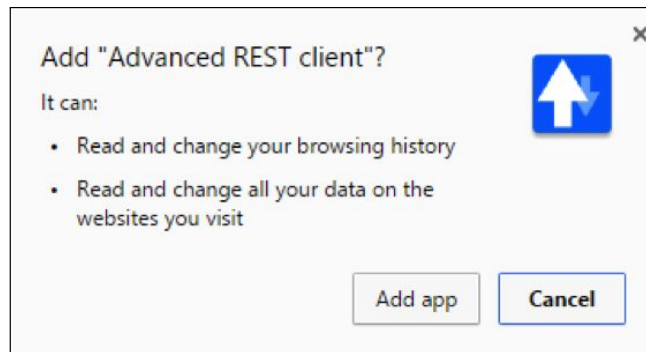 Add "Advanced REST client"?
It can:
• Read and change your browsing history
• Read and change all your data on the
websites you visit
Add app
Cancel